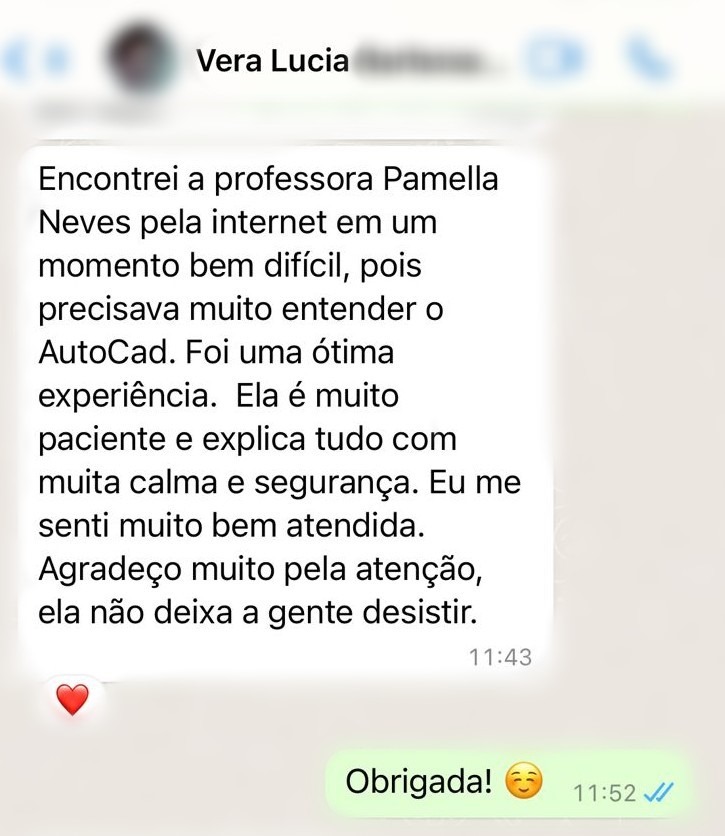 Vera Lucia
Encontrei a professora Pamella
Neves pela internet em um
momento bem difícil, pois
precisava muito entender o
AutoCad. Foi uma ótima
experiência.  Ela é muito
paciente e explica tudo com
muita calma e segurança. Eu me
senti muito bem atendida.
Agradeço muito pela atenção,
ela não deixa a gente desistir.
11:43
❤️
Obrigada! ☺️ 11:52